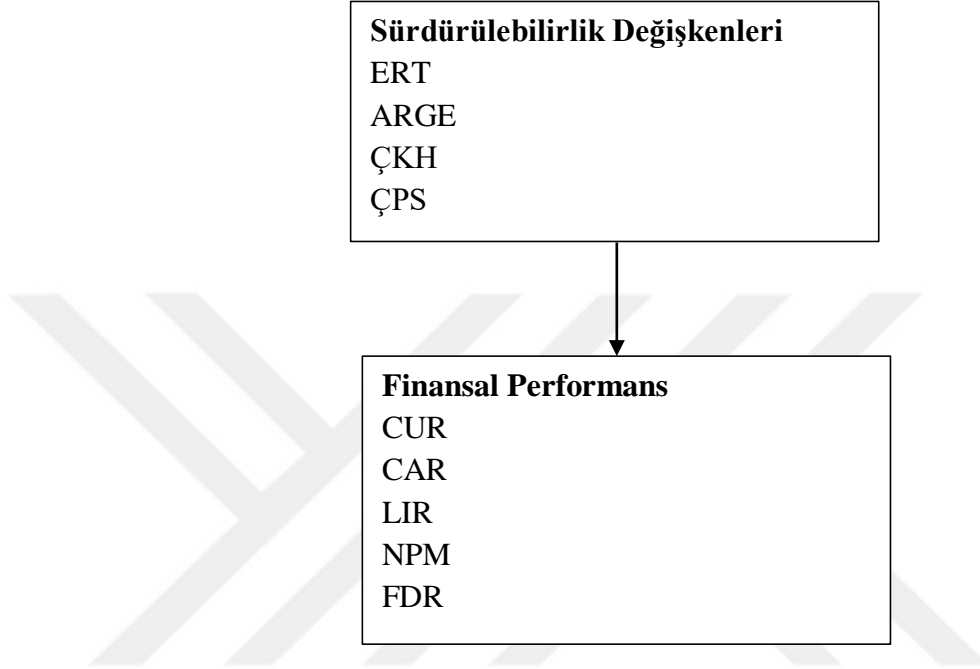 Sürdürülebilirlik Değişkenleri
ERT
ARGE
ÇKH
ÇPS
Finansal Performans
CUR
CAR
LIR
NPM
FDR